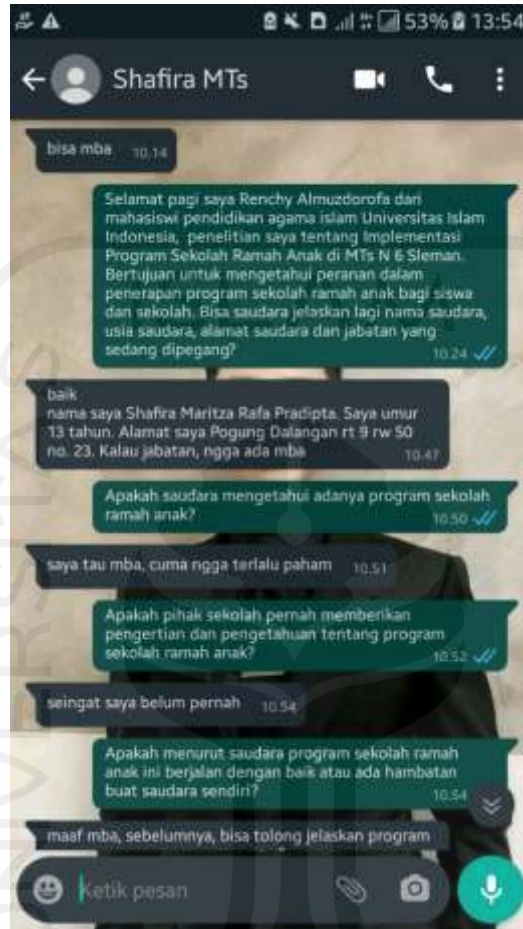 53% 13:54
Shafira MTs
bisa mba 10.14
Selamat pagi saya Renchy Almuzdorofa dari
mahasiswi pendidikan agama islam Universitas Islam
Indonesia, penelitian saya tentang Implementasi
Program Sekolah Ramah Anak di MTs N 6 Sleman.
Bertujuan untuk mengetahui peranan dalam
penerapan program sekolah ramah anak bagi siswa
dan sekolah. Bisa saudara jelaskan lagi nama saudara,
usia saudara, alamat saudara dan jabatan yang
sedang dipegang?
10.24
baik
nama saya Shafira Maritza Rafa Pradipta. Saya umur
13 tahun. Alamat saya Pogung Dalangan rt 9 rw 50
no. 23. Kalau jabatan, ngga ada mba
10.47
Apakah saudara mengetahui adanya program sekolah
ramah anak?
10.50
saya tau mba, cuma ngga terlalu paham 10.51
Apakah pihak sekolah pernah memberikan
pengertian dan pengetahuan tentang program
sekolah ramah anak?
10.52
seingat saya belum pernah 10.54
Apakah menurut saudara program sekolah ramah
anak ini berjalan dengan baik atau ada hambatan
buat saudara sendiri?
10.54
maaf mba, sebelumnya, bisa tolong jelaskan program
Ketik pesan